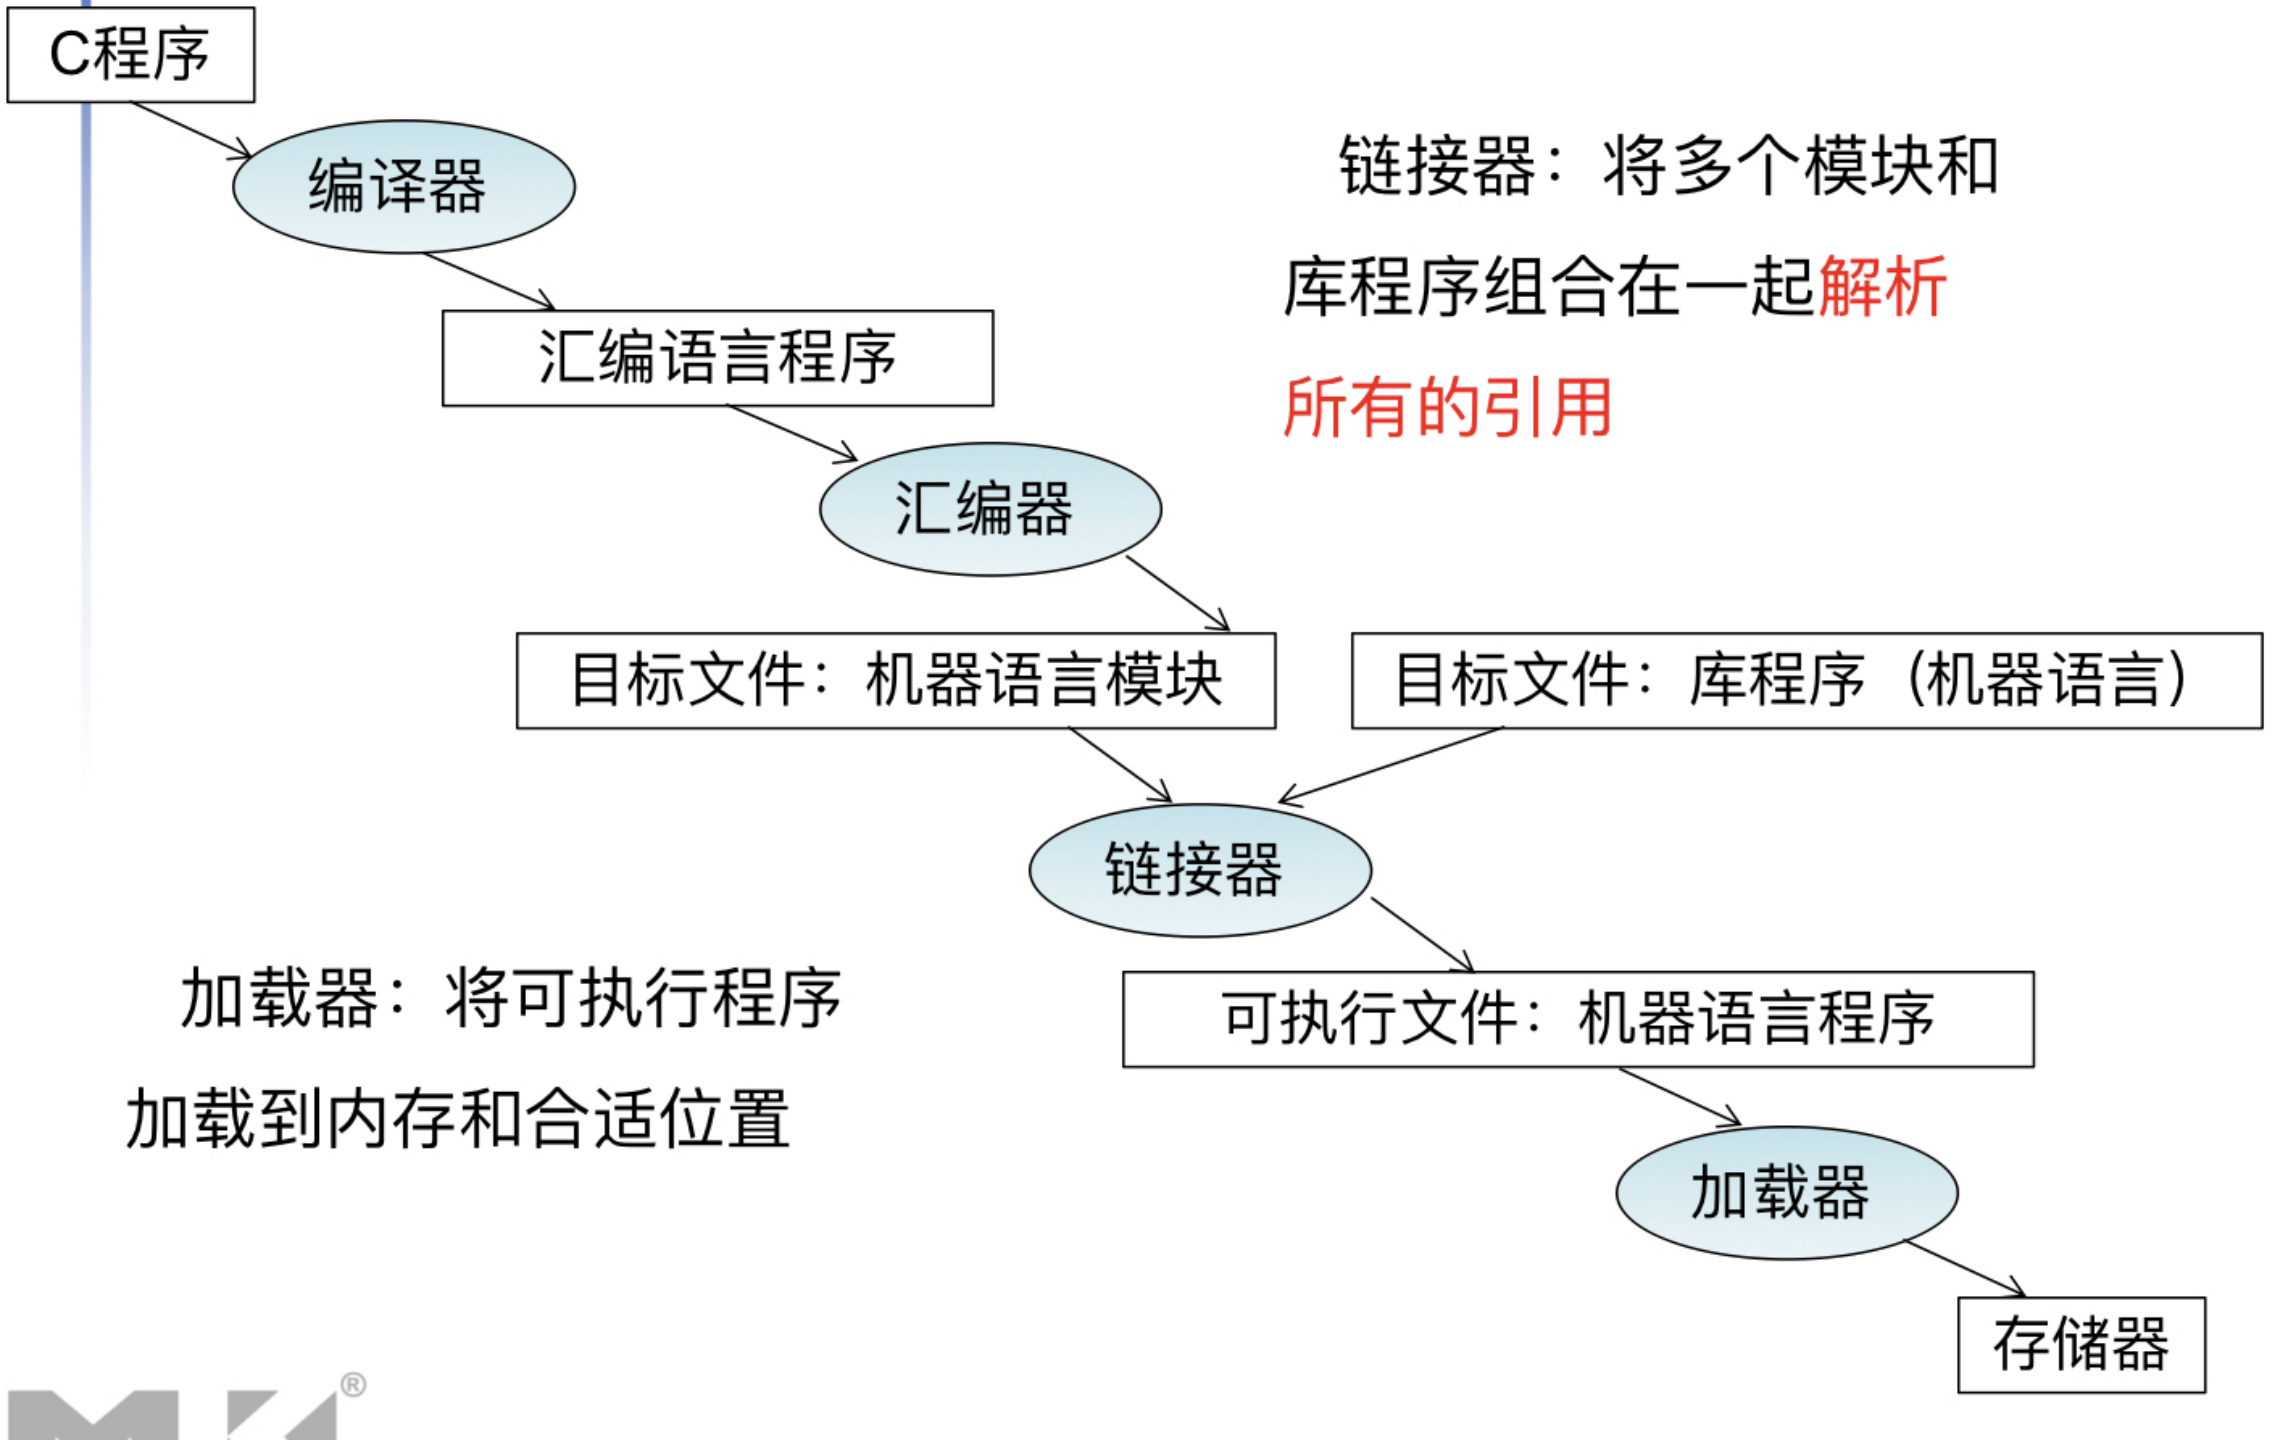 C程序
编译器
链接器：将多个模块和
库程序组合在一起解析
所有的引用
汇编语言程序
汇编器
目标文件：机器语言模块
目标文件：库程序（机器语言）
链接器
加载器：将可执行程序
加载到内存和合适位置
可执行文件：机器语言程序
加载器
存储器
®